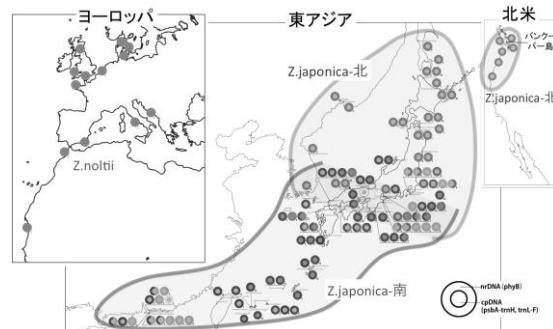 ヨーロッパ
東アジア
北米
バンクー
バー島
Z.japonica-北
Z.japonica-北
Z.noltii
Z.japonica-南
nrDNA (phyB)
cpDNA
(psbA-trnH, trnL-F)